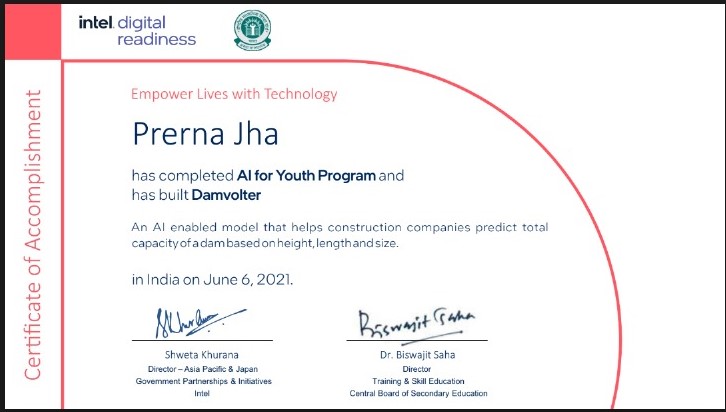 intel. digital
readiness
Certificate of Accomplishment
Empower Lives with Technology
Prerna Jha
has completed AI for Youth Program and
has built Damvolter
An AI enabled model that helps construction companies predict total
capacity of a dam based on height, length and size.
in India on June 6, 2021.
Biswajit Saha
Shweta Khurana
Director – Asia Pacific & Japan
Government Partnerships & Initiatives
Intel
Dr. Biswajit Saha
Director
Training & Skill Education
Central Board of Secondary Education